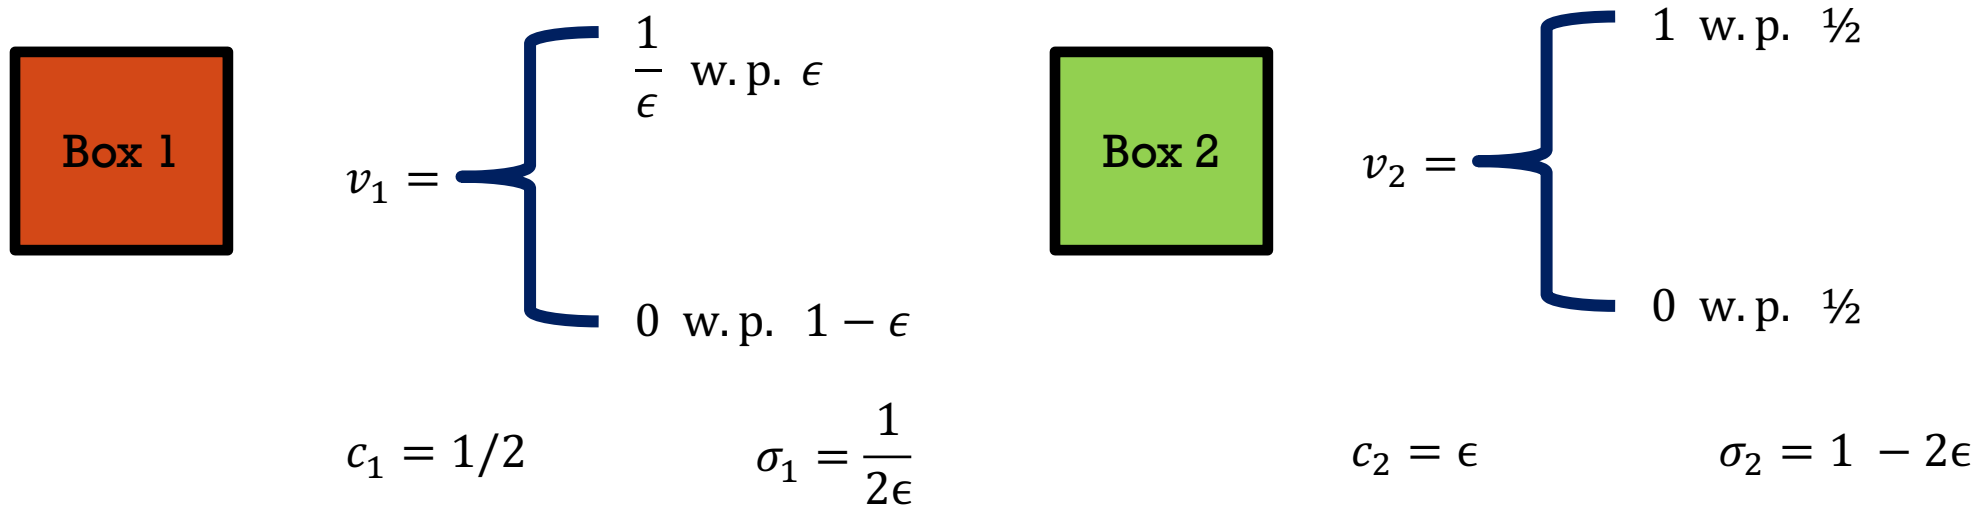 Box 1
v₁ =
1/ϵ w. p. ϵ
0 w. p. 1 − ϵ
c₁ = 1/2
σ₁ = 1/2ϵ
Box 2
v₂ =
1 w. p. ½
0 w. p. ½
c₂ = ϵ
σ₂ = 1 − 2ϵ